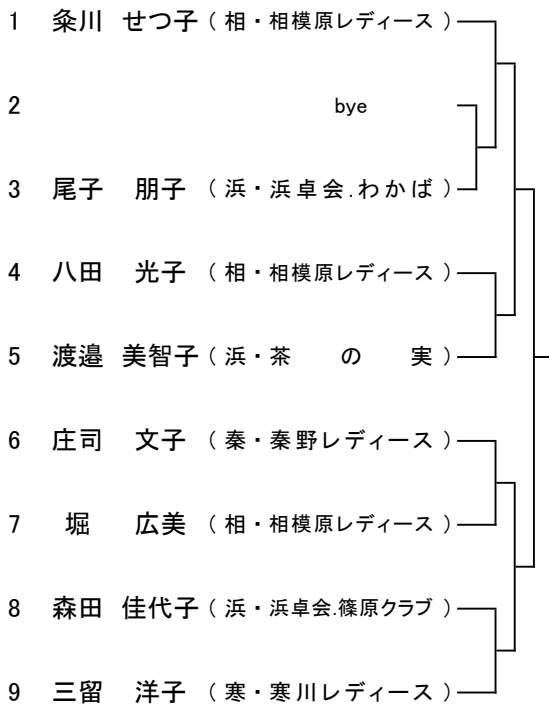 1 粂川 せつ子 ( 相・相模原レディース )
2 bye
3 尾子 朋子 ( 浜・浜卓会.わかば )
4 八田 光子 ( 相・相模原レディース )
5 渡邉 美智子 ( 浜・茶 の 実 )
6 庄司 文子 ( 秦・秦野レディース )
7 堀 広美 ( 相・相模原レディース )
8 森田 佳代子 ( 浜・浜卓会.篠原クラブ )
9 三留 洋子 ( 寒・寒川レディース )